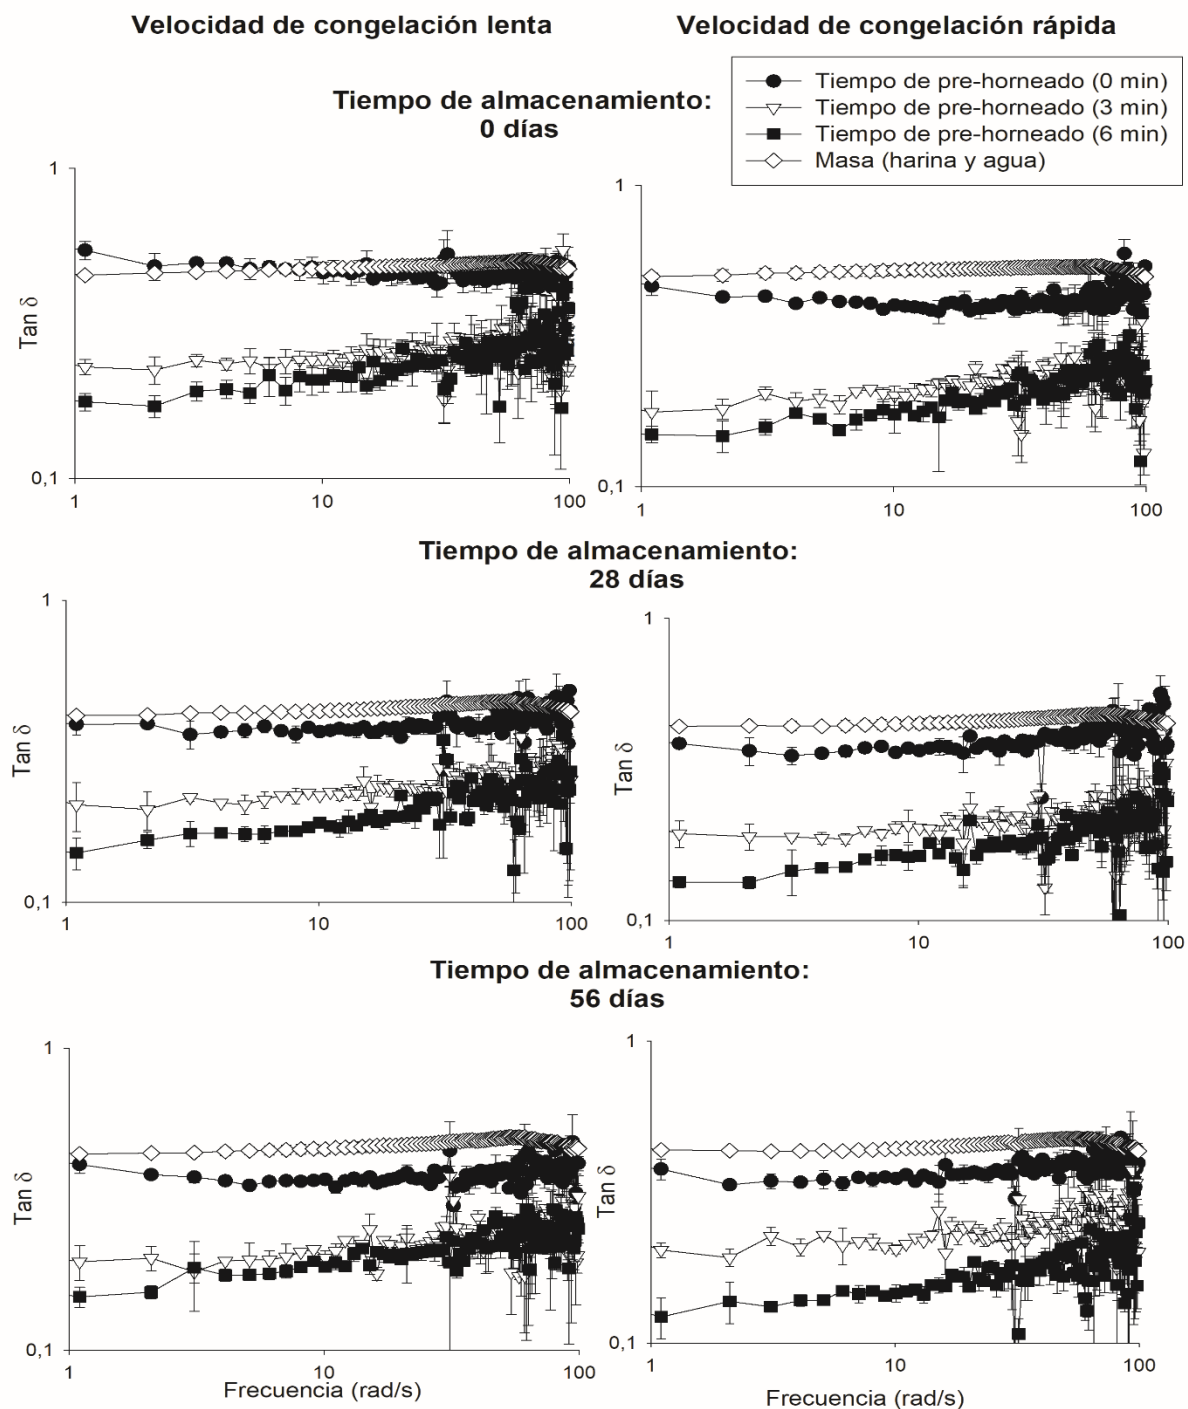 Velocidad de congelación lenta
Velocidad de congelación rápida
Tiempo de pre-horneado (0 min)
Tiempo de pre-horneado (3 min)
Tiempo de pre-horneado (6 min)
Masa (harina y agua)
Tiempo de almacenamiento:
0 días
1
Tan δ
0,1
1
10
100
1
0,1
1
10
100
Tiempo de almacenamiento:
28 días
1
Tan δ
0,1
1
10
100
1
Tan δ
0,1
1
10
100
Tiempo de almacenamiento:
56 días
1
Tan δ
0,1
1
10
100
Frecuencia (rad/s)
1
Tan δ
0,1
1
10
100
Frecuencia (rad/s)